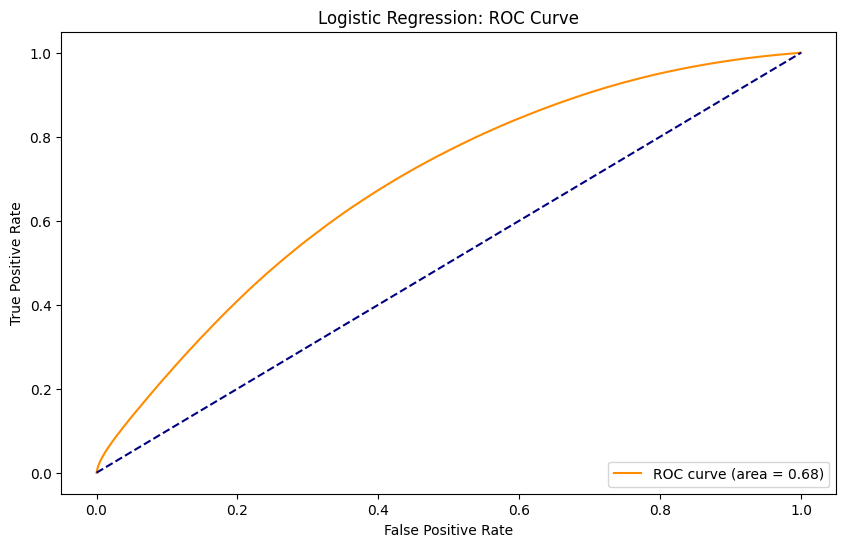 Logistic Regression: ROC Curve
True Positive Rate
1.0
0.8
0.6
0.4
0.2
0.0
ROC curve (area = 0.68)
0.0 0.2 0.4 0.6 0.8 1.0
False Positive Rate